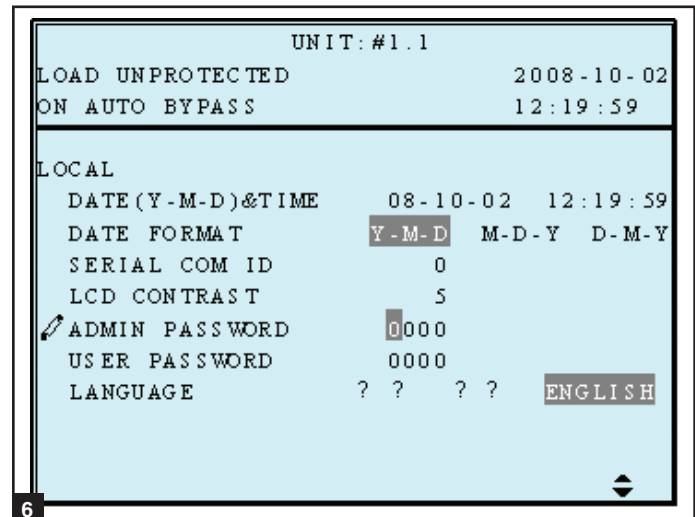 UNIT:#1.1
LOAD UNPROTECTED 2008-10-02
ON AUTO BYPASS 12:19:59
LOCAL
DATE(Y-M-D)&TIME 08-10-02 12:19:59
DATE FORMAT Y-M-D M-D-Y D-M-Y
SERIAL COM ID 0
LCD CONTRAST 5
ADMIN PASSWORD 0000
USER PASSWORD 0000
LANGUAGE ? ? ? ? ENGLISH
6